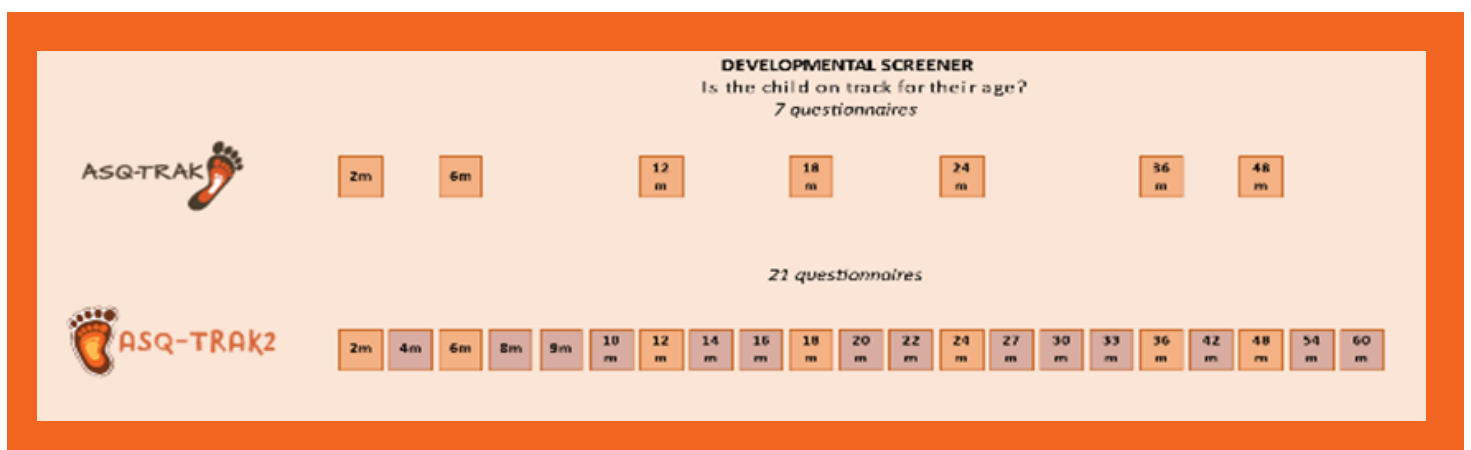 DEVELOPMENTAL SCREENER
Is the child on track for their age?
7 questionnaires
ASQ-TRAK
2m
6m
12
m
18
m
24
m
36
m
48
m
21 questionnaires
ASQ-TRAK2
2m
4m
6m
8m
9m
10
m
12
m
14
m
16
m
18
m
20
m
22
m
24
m
27
m
30
m
33
m
36
m
42
m
48
m
54
m
60
m